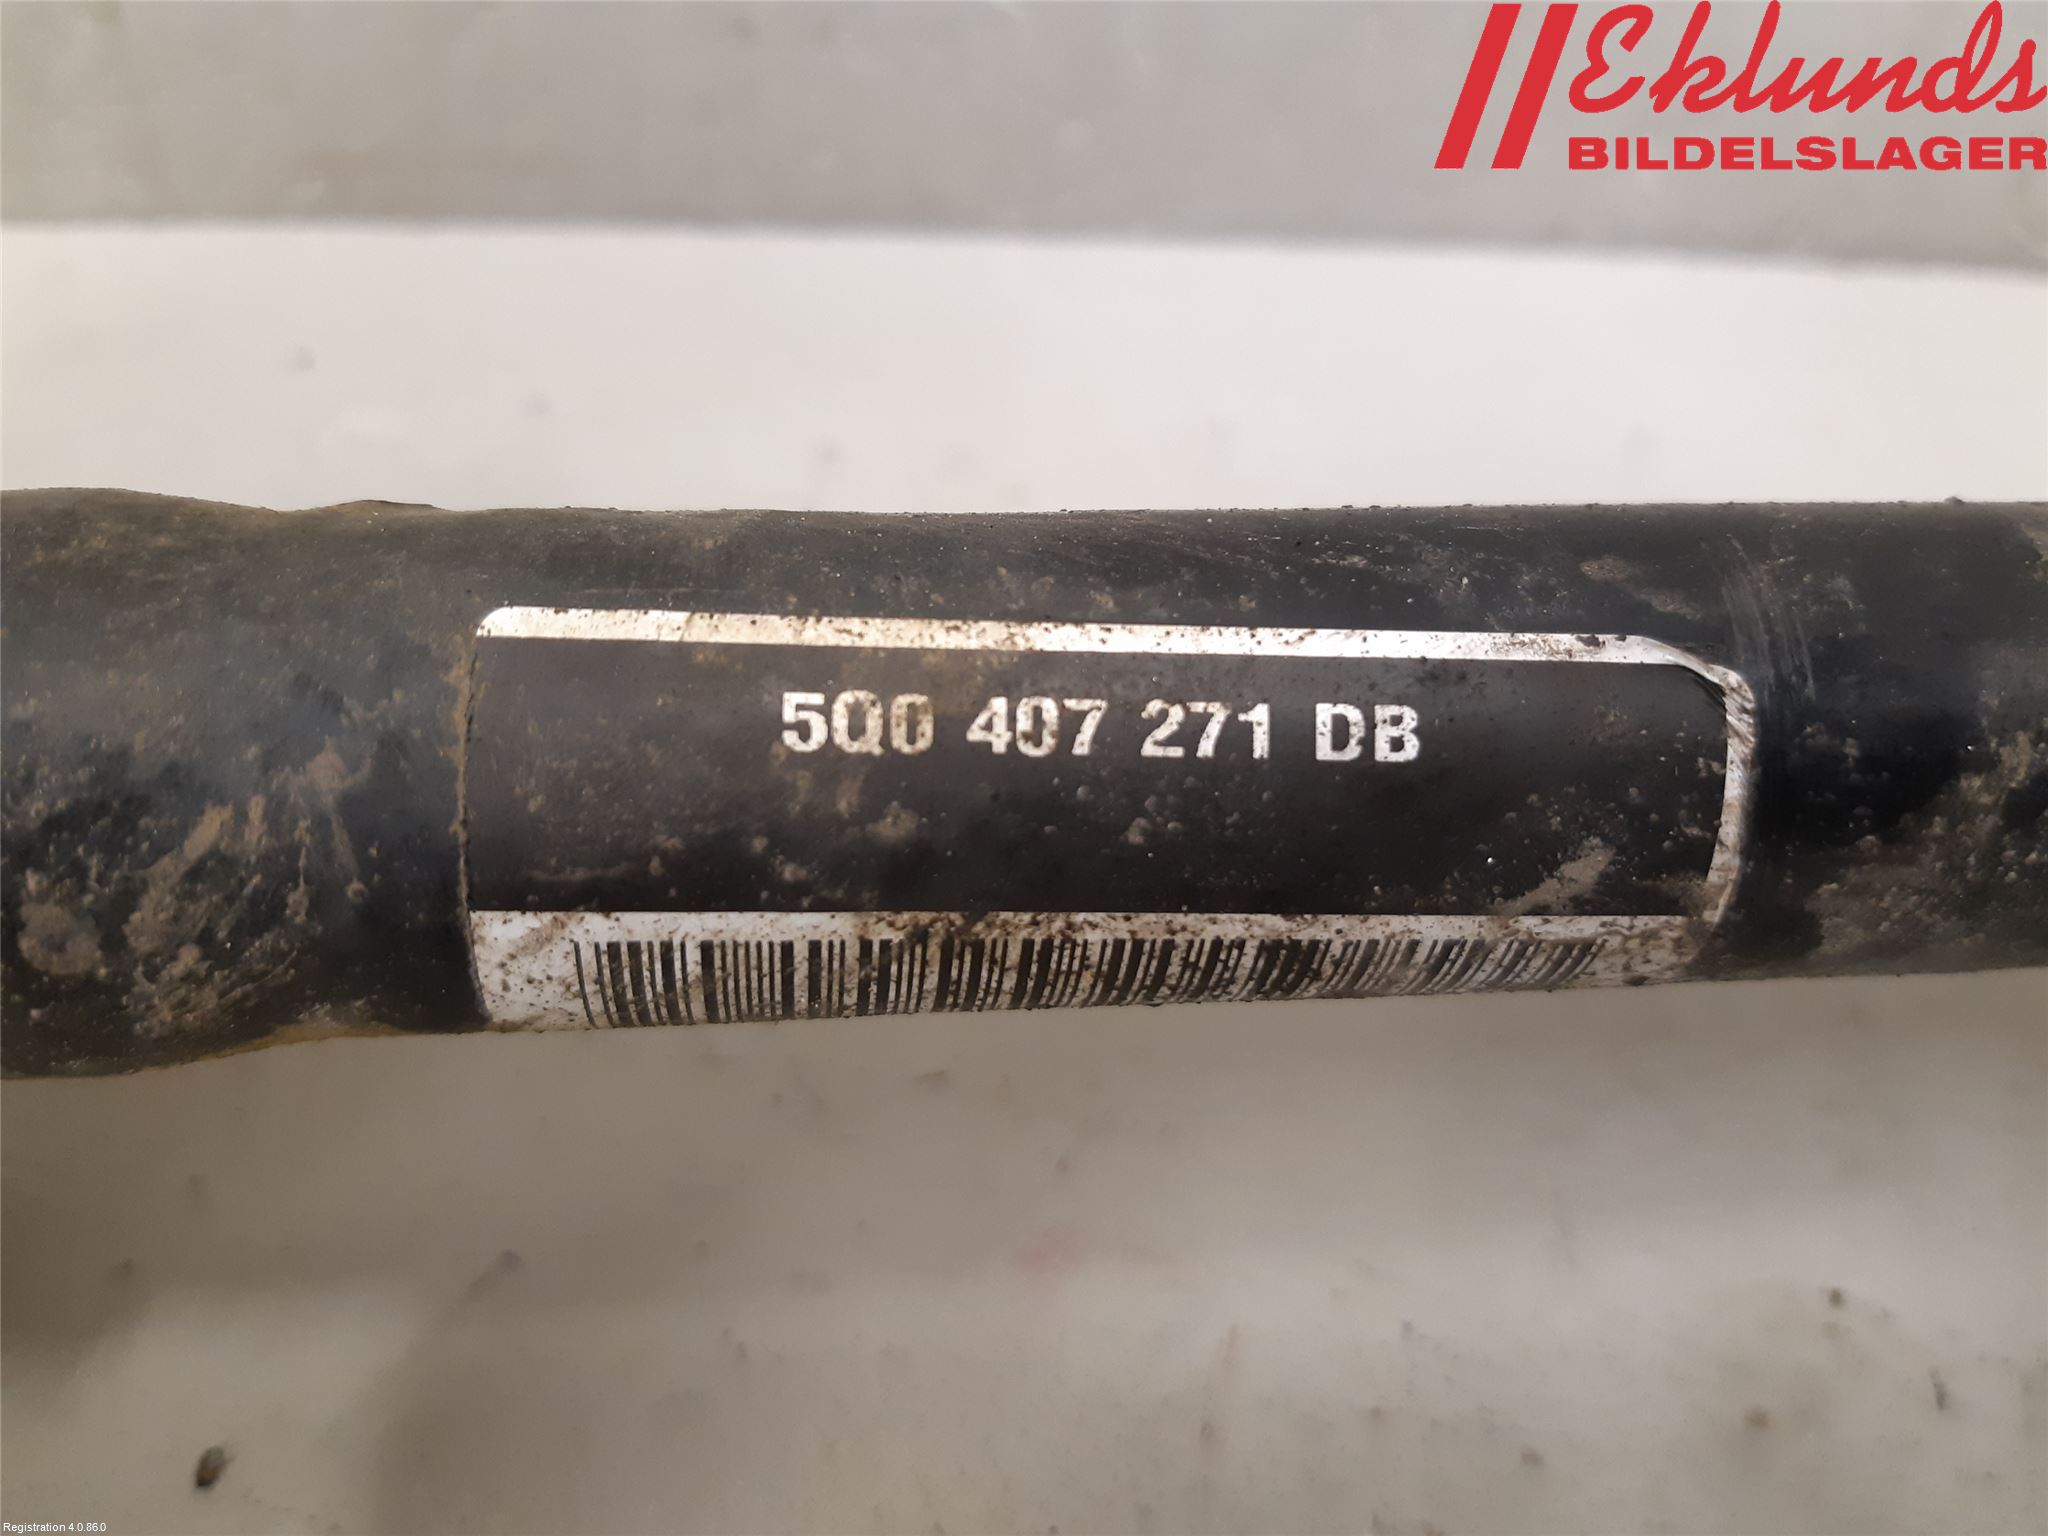 Eklunds
BILDELSLAGER
5Q0 407 271 DB
Registration 4.0.86.0